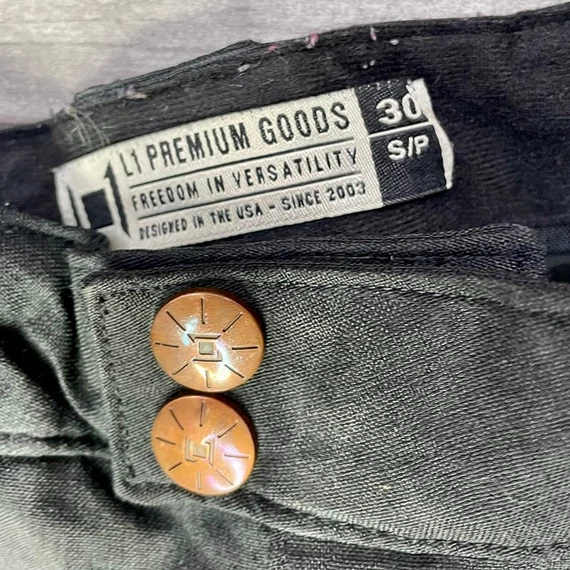 L1 PREMIUM GOODS
FREEDOM IN VERSATILITY
DESIGNED IN THE USA - SINCE 2003
30
S/P